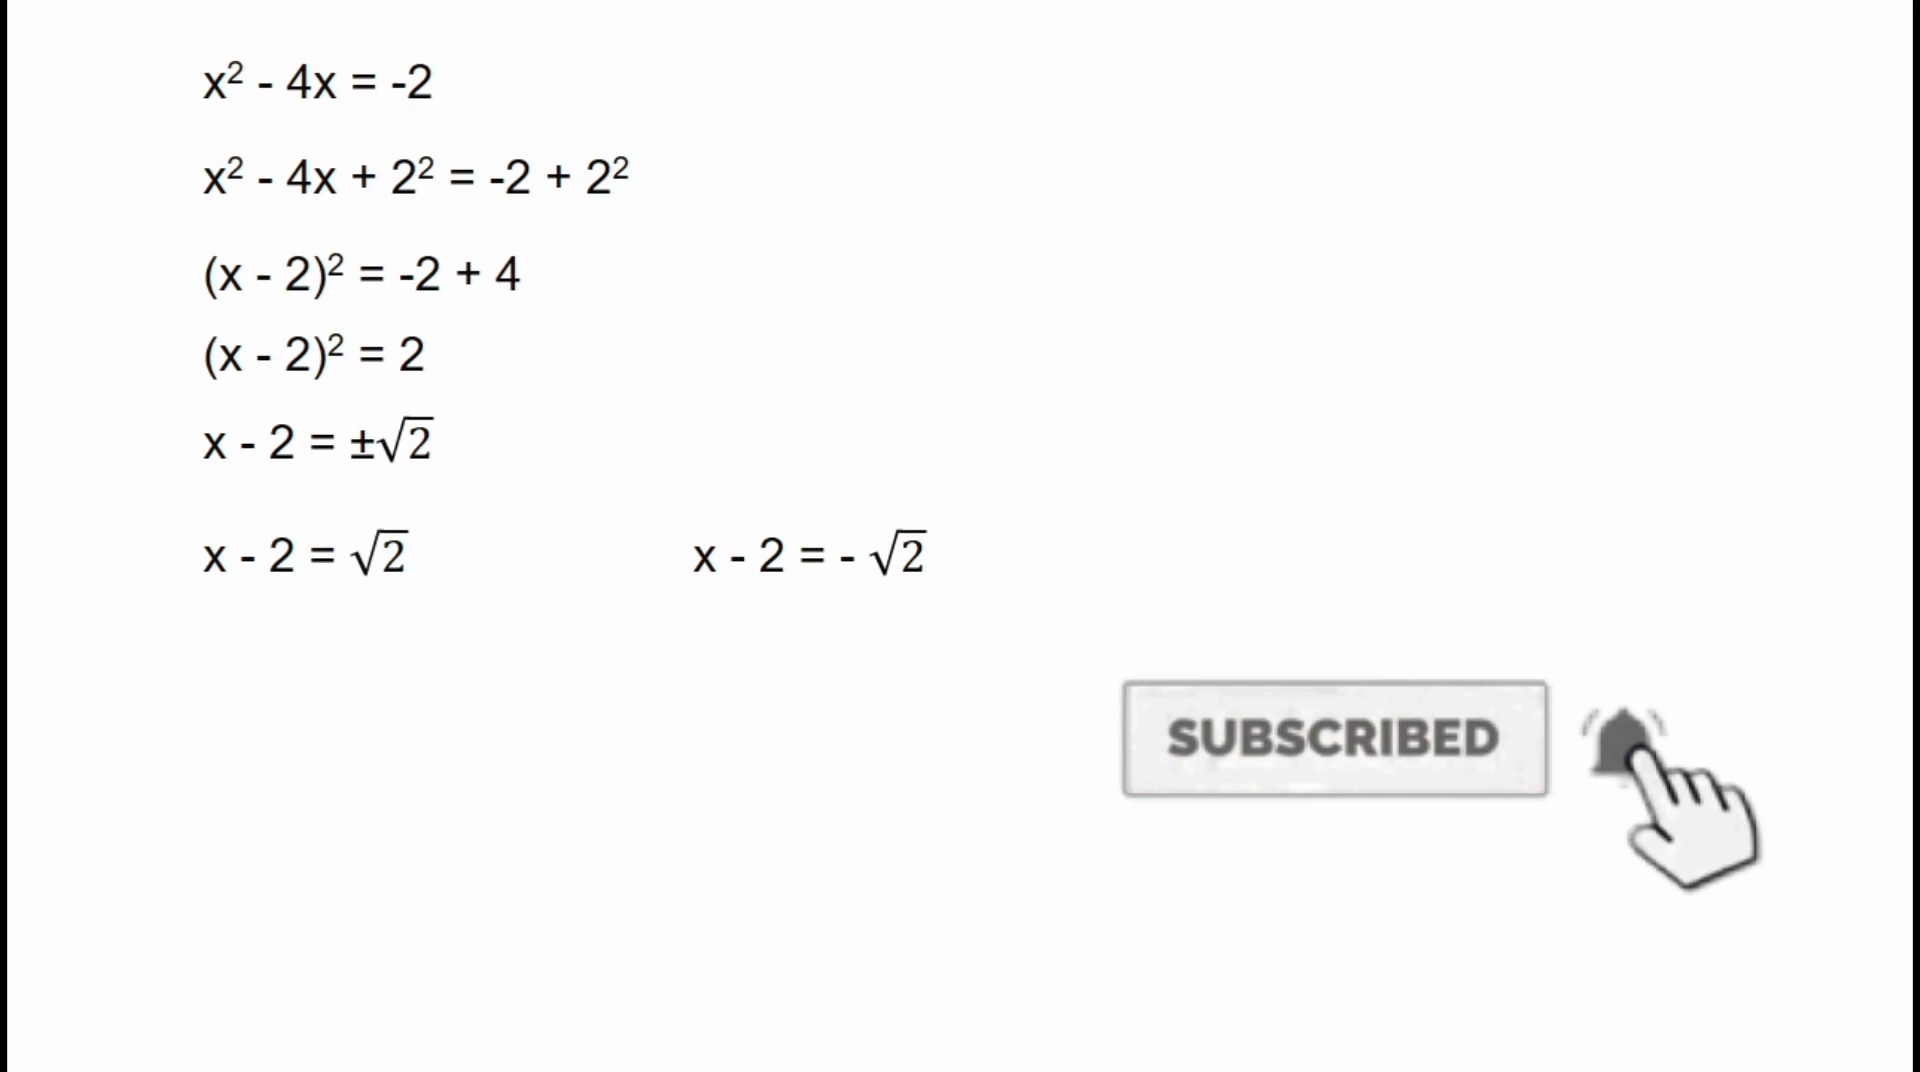 x² - 4x = -2
x² - 4x + 2² = -2 + 2²
(x - 2)² = -2 + 4
(x - 2)² = 2
x - 2 = ±√2
x - 2 = √2 x - 2 = - √2
SUBSCRIBED